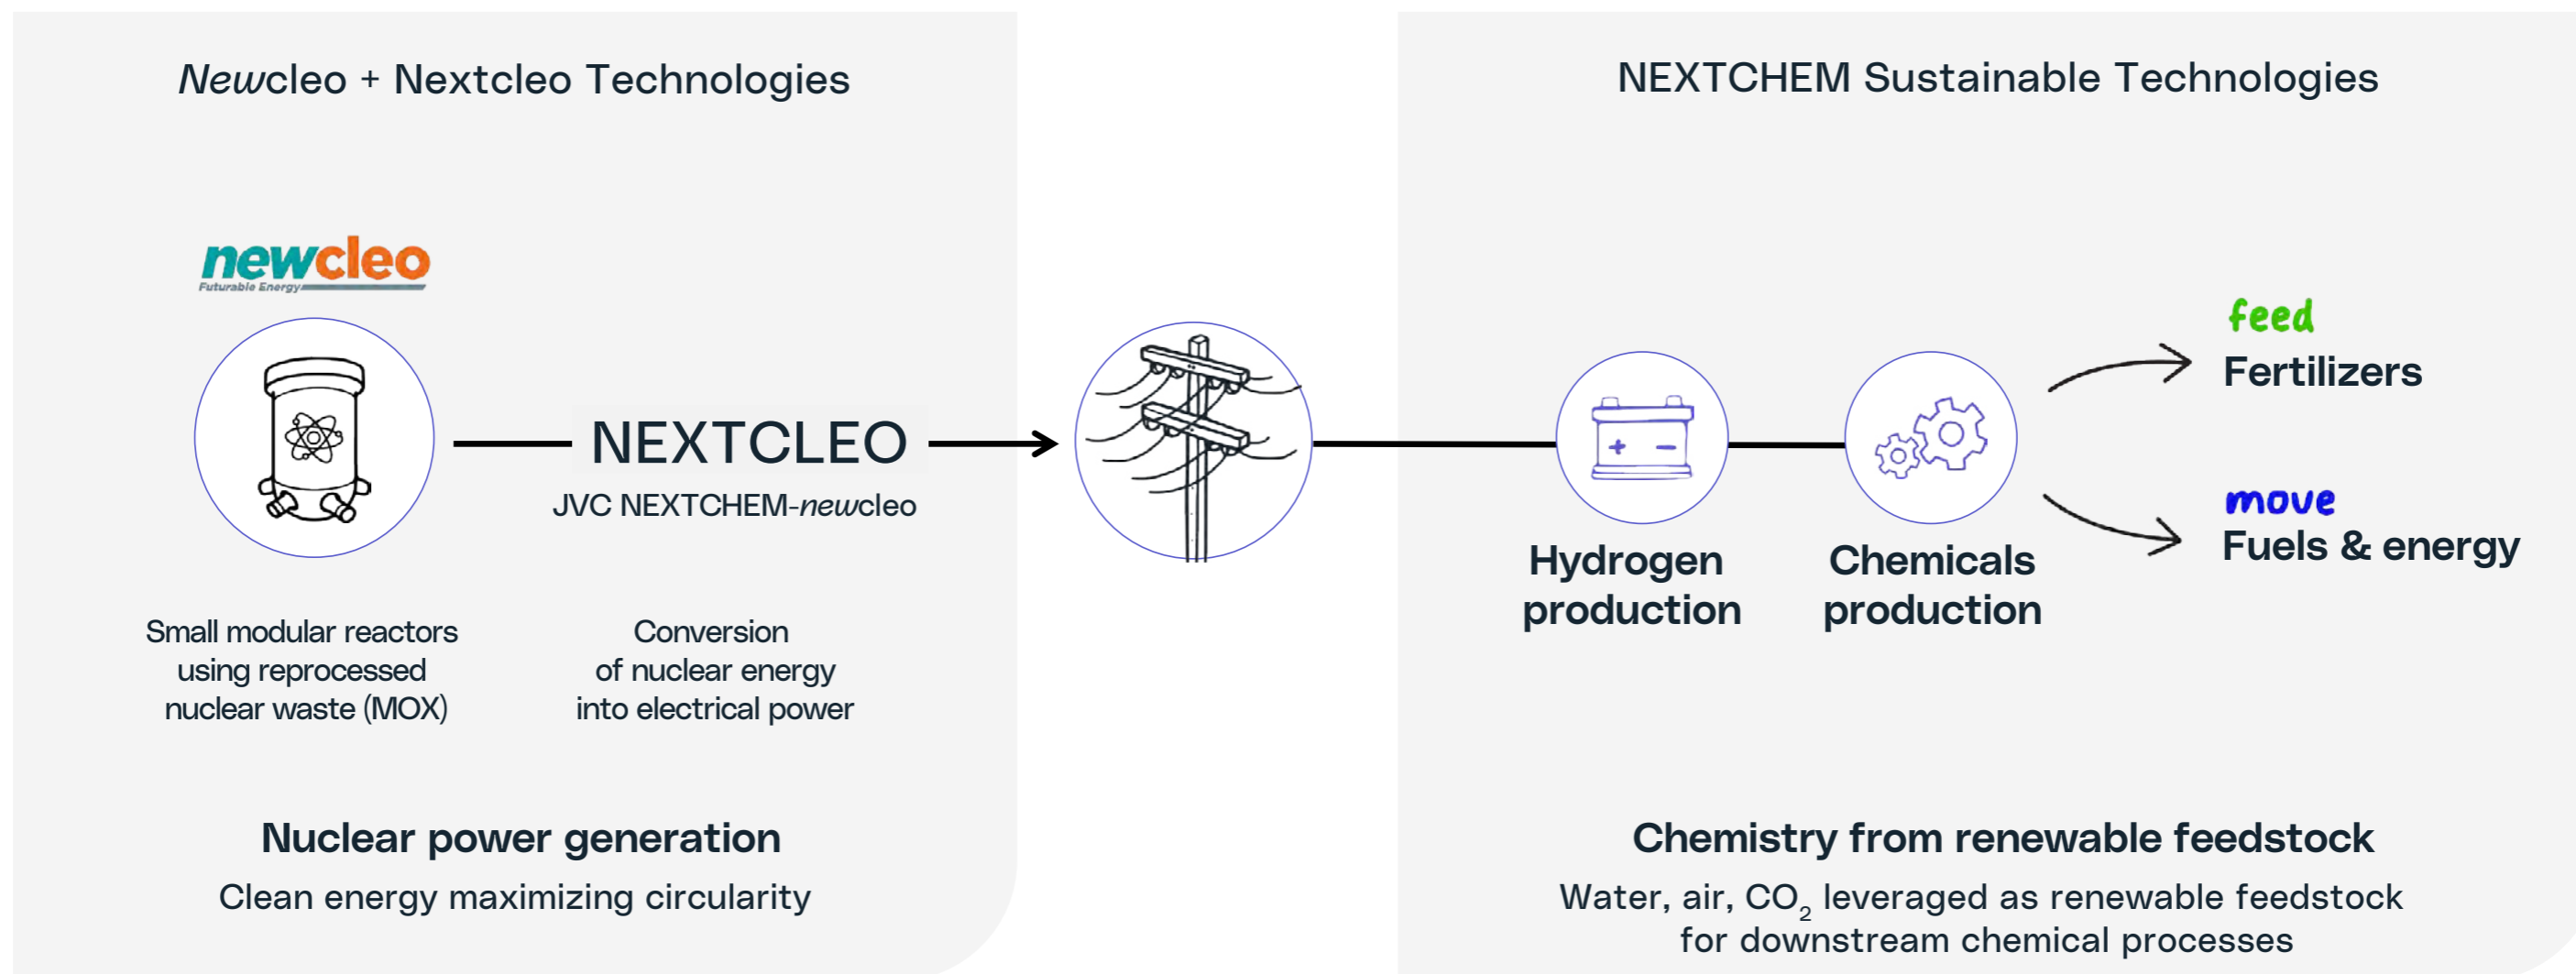 Newcleo + Nextcleo Technologies
newcleo
Futurable Energy
NEXTCLEO
JVC NEXTCHEM-newcleo
Small modular reactors
using reprocessed
nuclear waste (MOX)
Conversion
of nuclear energy
into electrical power
Nuclear power generation
Clean energy maximizing circularity
NEXTCHEM Sustainable Technologies
+ -
Hydrogen
production
Chemicals
production
feed
Fertilizers
move
Fuels & energy
Chemistry from renewable feedstock
Water, air, CO₂ leveraged as renewable feedstock
for downstream chemical processes